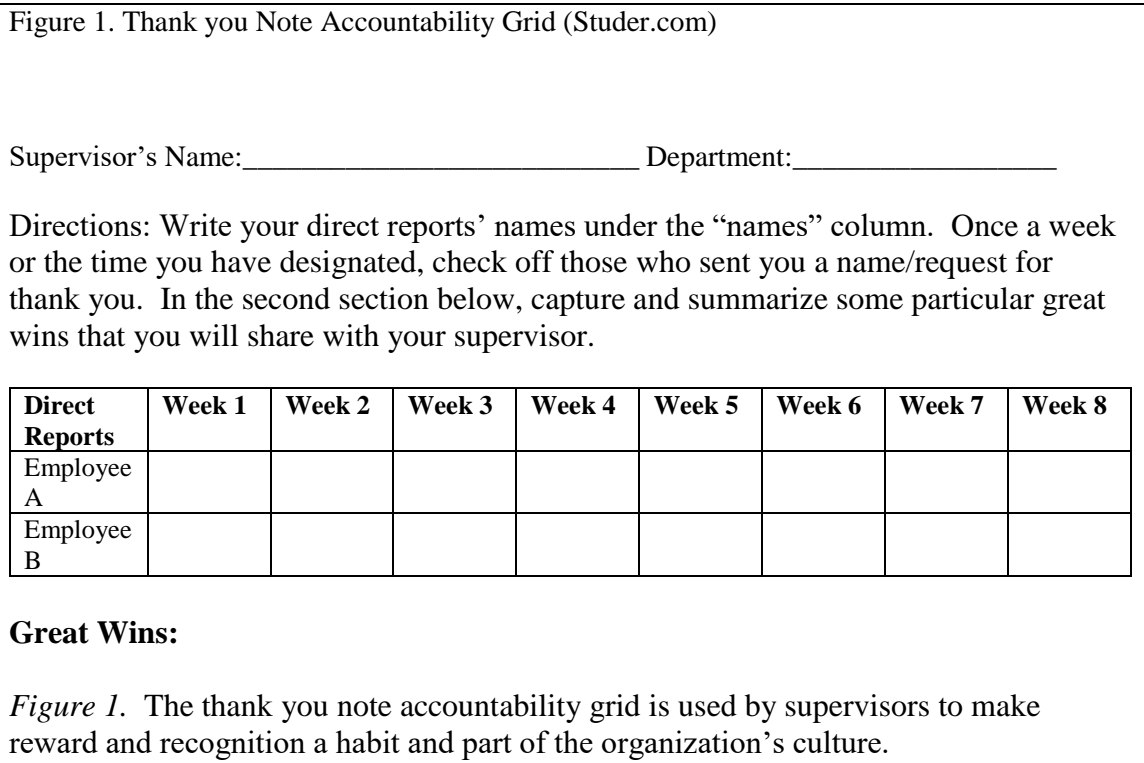 Figure 1. Thank you Note Accountability Grid (Studer.com)
Supervisor’s Name:___________________________ Department:__________________
Directions: Write your direct reports’ names under the “names” column.  Once a week
or the time you have designated, check off those who sent you a name/request for
thank you.  In the second section below, capture and summarize some particular great
wins that you will share with your supervisor.
Direct Reports Week 1 Week 2 Week 3 Week 4 Week 5 Week 6 Week 7 Week 8
Employee A
Employee B
Great Wins:
Figure 1.  The thank you note accountability grid is used by supervisors to make
reward and recognition a habit and part of the organization’s culture.